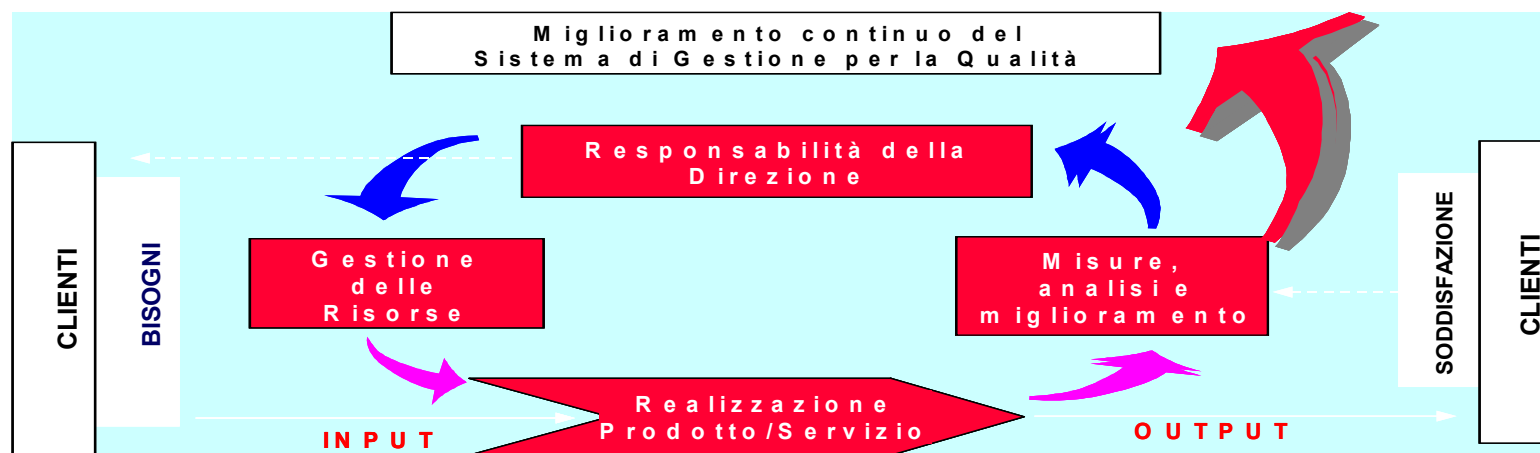 Miglioramento continuo del
Sistema di Gestione per la Qualità
Responsabilità della
Direzione
CLIENTI
BISOGNI
Gestione
delle
Risorse
Misure,
analisi e
miglioramento
SODDISFAZIONE
CLIENTI
INPUT
Realizzazione
Prodotto/Servizio
OUTPUT